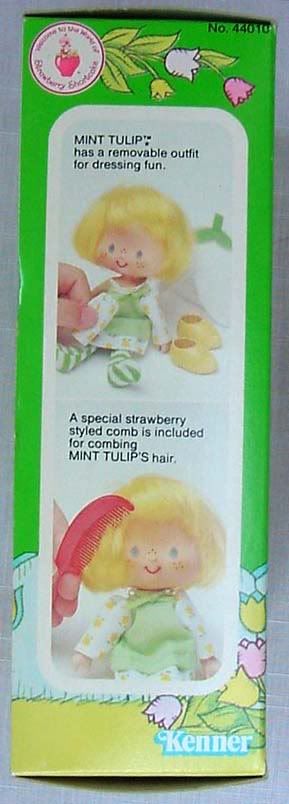 Welcome to the World of
Strawberry Shortcake
No. 44010
MINT TULIP™
has a removable outfit
for dressing fun.
A special strawberry
styled comb is included
for combing
MINT TULIP'S hair.
Kenner